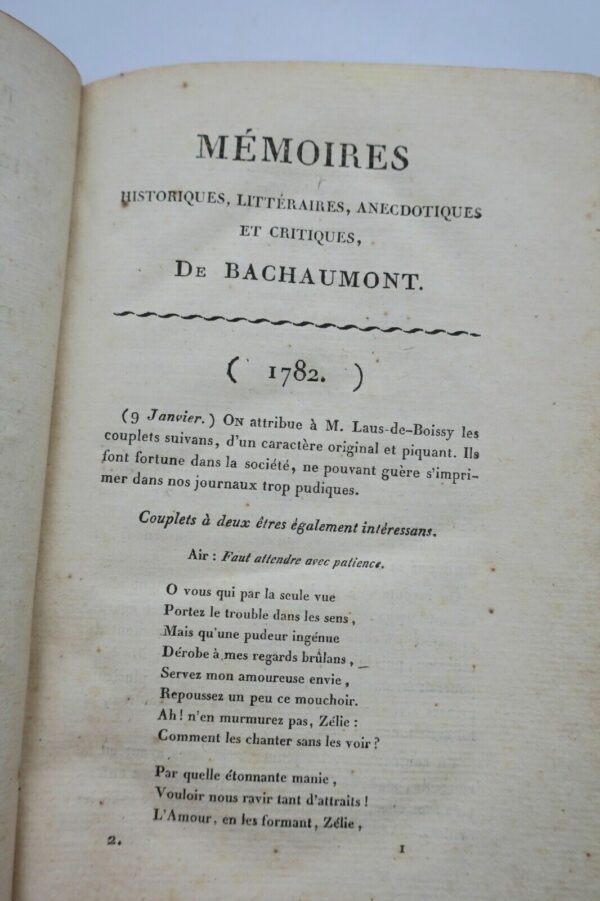 MÉMOIRES
HISTORIQUES, LITTÉRAIRES, ANECDOTIQUES
ET CRITIQUES,
DE BACHAUMONT.
( 1782. )
(9 Janvier.) ON attribue à M. Laus-de-Boissy les
couplets suivans, d'un caractère original et piquant. Ils
font fortune dans la société, ne pouvant guère s'impri-
mer dans nos journaux trop pudiques.
Couplets à deux êtres également intéressans.
Air : Faut attendre avec patience.
O vous qui par la seule vue
Portez le trouble dans les sens,
Mais qu'une pudeur ingénue
Dérobe à mes regards brûlans,
Servez mon amoureuse envie,
Repoussez un peu ce mouchoir.
Ah! n'en murmurez pas, Zélie :
Comment les chanter sans les voir?
Par quelle étonnante manie,
Vouloir nous ravir tant d'attraits!
L'Amour, en les formant, Zélie,
2. 1